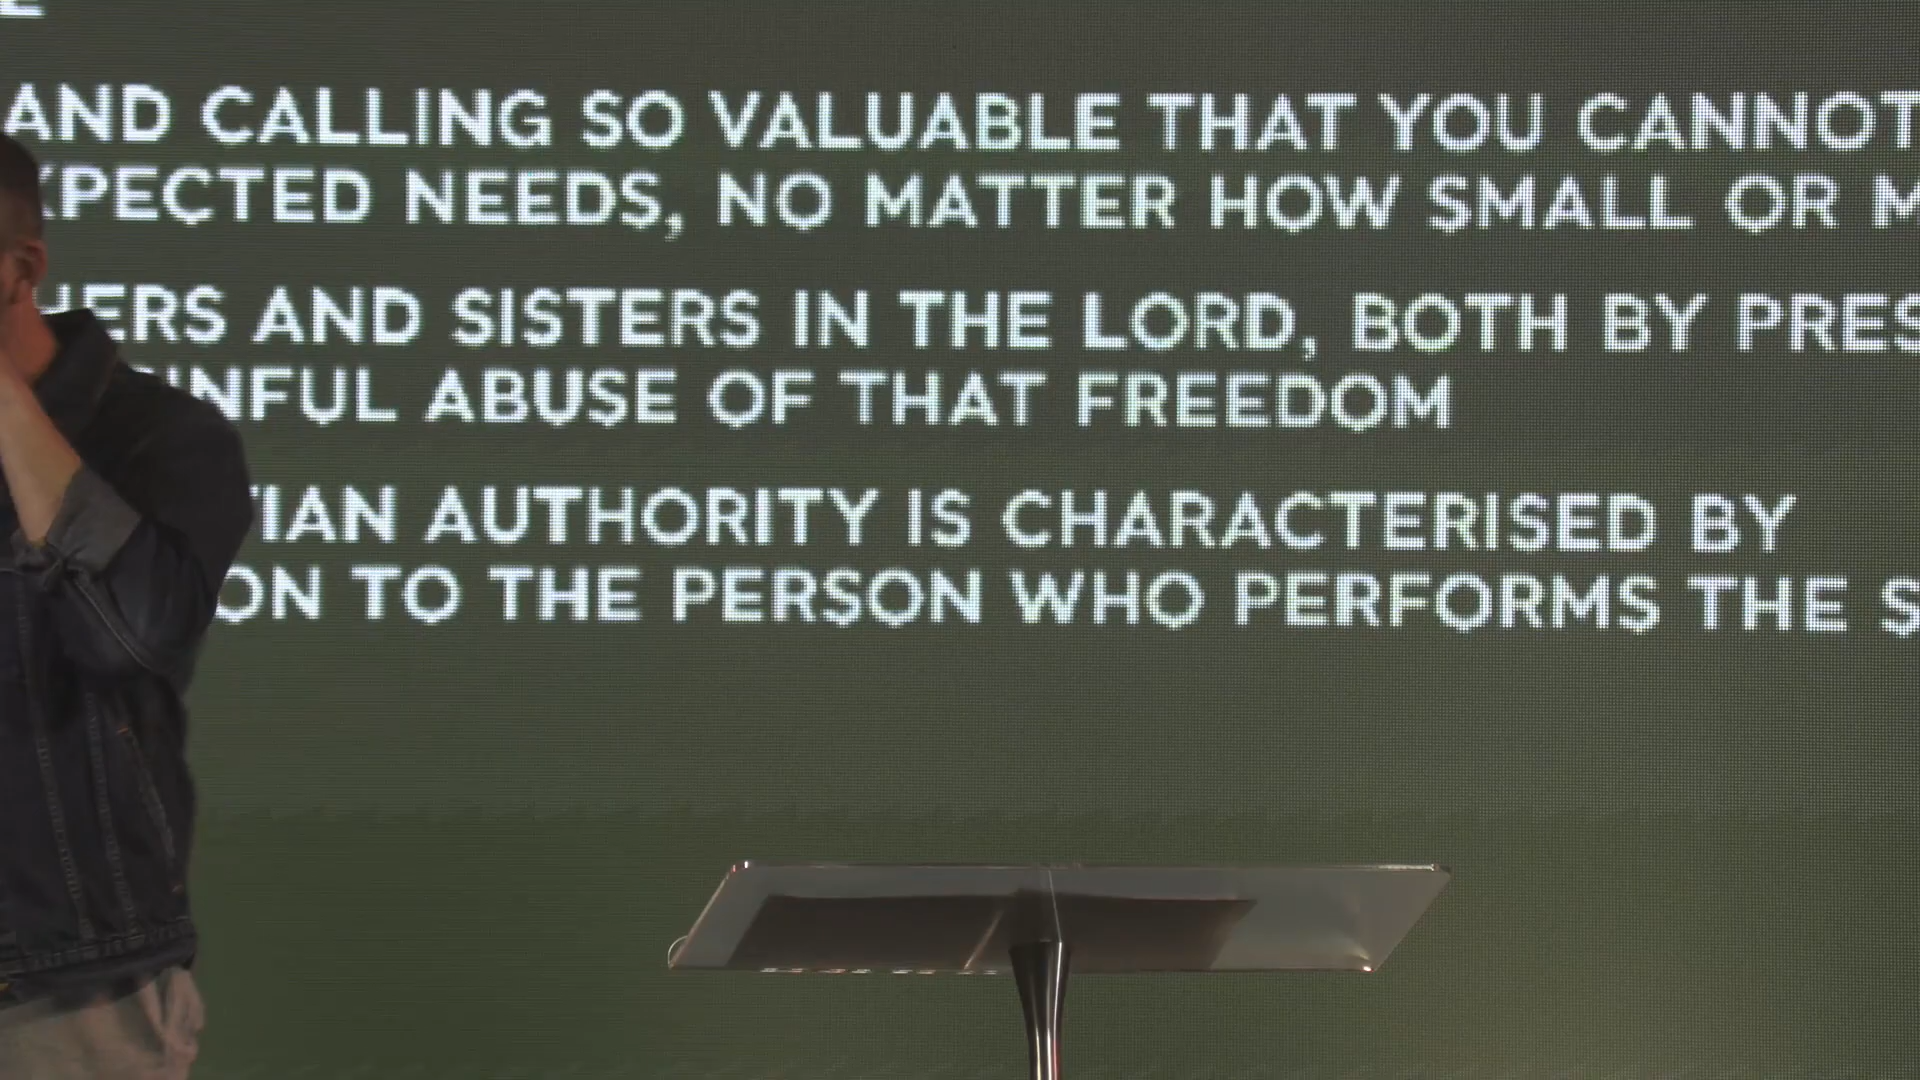 AND CALLING SO VALUABLE THAT YOU CANNOT
XPECTED NEEDS, NO MATTER HOW SMALL OR M
HERS AND SISTERS IN THE LORD, BOTH BY PRES
INFUL ABUSE OF THAT FREEDOM
TIAN AUTHORITY IS CHARACTERISED BY
ON TO THE PERSON WHO PERFORMS THE S